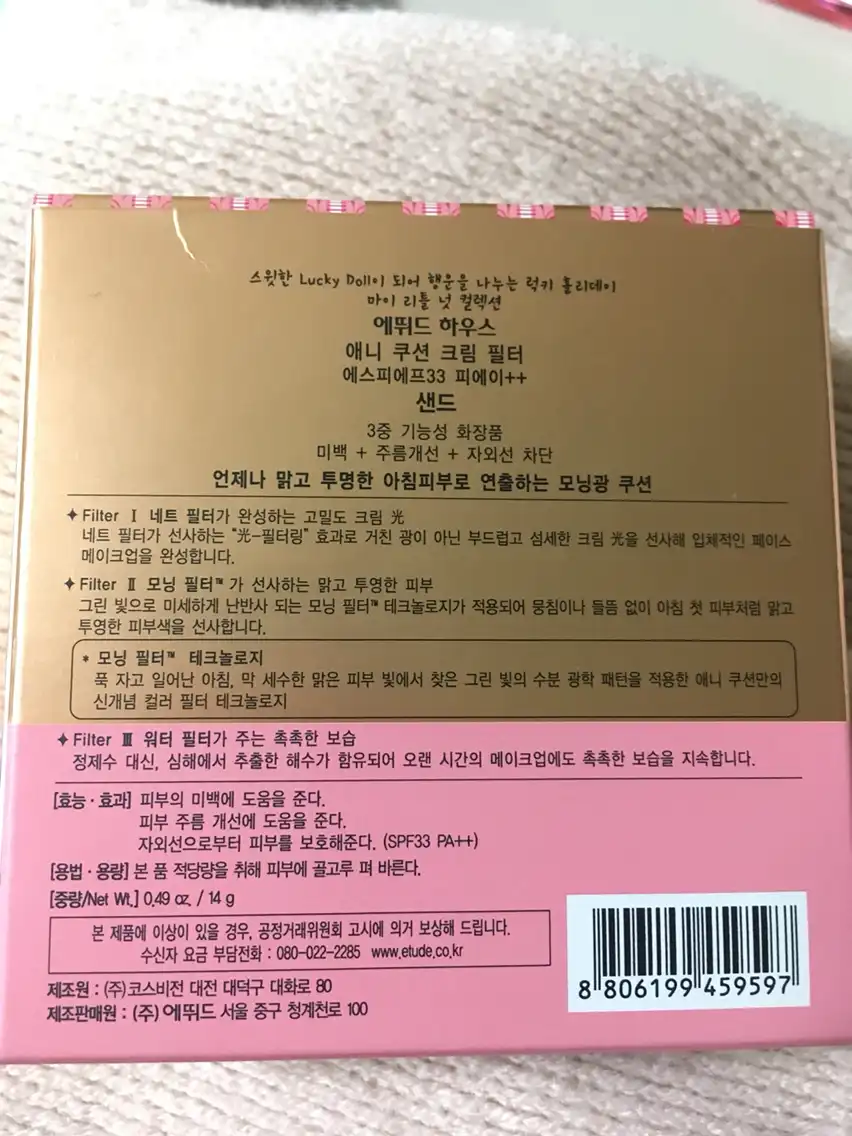 스윗한 Lucky Doll이 되어 행운을 나누는 럭키 홀리데이
마이 리틀 넛 컬렉션
에뛰드 하우스
애니 쿠션 크림 필터
에스피에프33 피에이++
샌드
3중 기능성 화장품
미백 + 주름개선 + 자외선 차단
언제나 맑고 투명한 아침피부로 연출하는 모닝광 쿠션
✦Filter Ⅰ 네트 필터가 완성하는 고밀도 크림 光
네트 필터가 선사하는 “光-필터링” 효과로 거친 광이 아닌 부드럽고 섬세한 크림 光을 선사해 입체적인 페이스
메이크업을 완성합니다.
✦Filter Ⅱ 모닝 필터™가 선사하는 맑고 투영한 피부
그린 빛으로 미세하게 난반사 되는 모닝 필터™ 테크놀로지가 적용되어 뭉침이나 들뜸 없이 아침 첫 피부처럼 맑고
투영한 피부색을 선사합니다.
* 모닝 필터™ 테크놀로지
푹 자고 일어난 아침, 막 세수한 맑은 피부 빛에서 찾은 그린 빛의 수분 광학 패턴을 적용한 애니 쿠션만의
신개념 컬러 필터 테크놀로지
✦Filter Ⅲ 워터 필터가 주는 촉촉한 보습
정제수 대신, 심해에서 추출한 해수가 함유되어 오랜 시간의 메이크업에도 촉촉한 보습을 지속합니다.
[효능·효과] 피부의 미백에 도움을 준다.
피부 주름 개선에 도움을 준다.
자외선으로부터 피부를 보호해준다. (SPF33 PA++)
[용법·용량] 본 품 적당량을 취해 피부에 골고루 펴 바른다.
[중량/Net Wt.] 0.49 oz. / 14 g
본 제품에 이상이 있을 경우, 공정거래위원회 고시에 의거 보상해 드립니다.
수신자 요금 부담전화 : 080-022-2285 www.etude.co.kr
제조원 : (주)코스비전 대전 대덕구 대화로 80
제조판매원 : (주) 에뛰드 서울 중구 청계천로 100
8 806199 459597